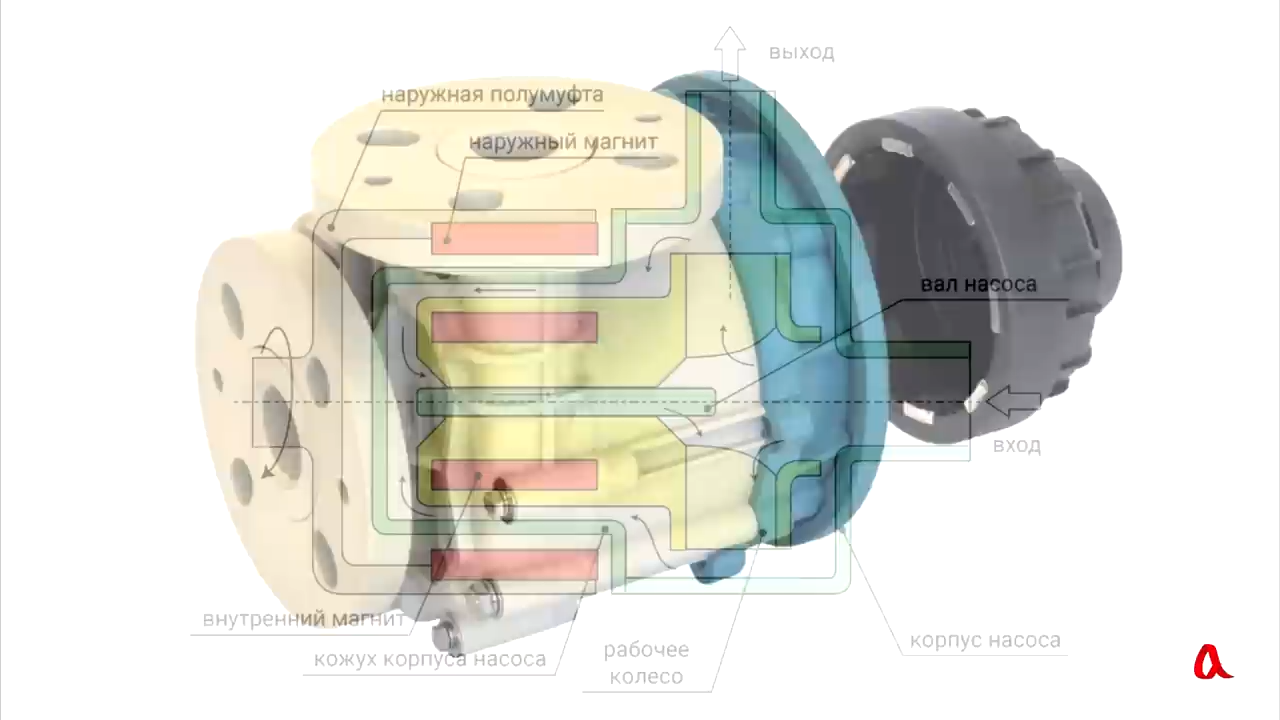 выход
наружная полумуфта
наружный магнит
вал насоса
вход
внутренний магнит
кожух корпуса насоса
рабочее
колесо
корпус насоса
a